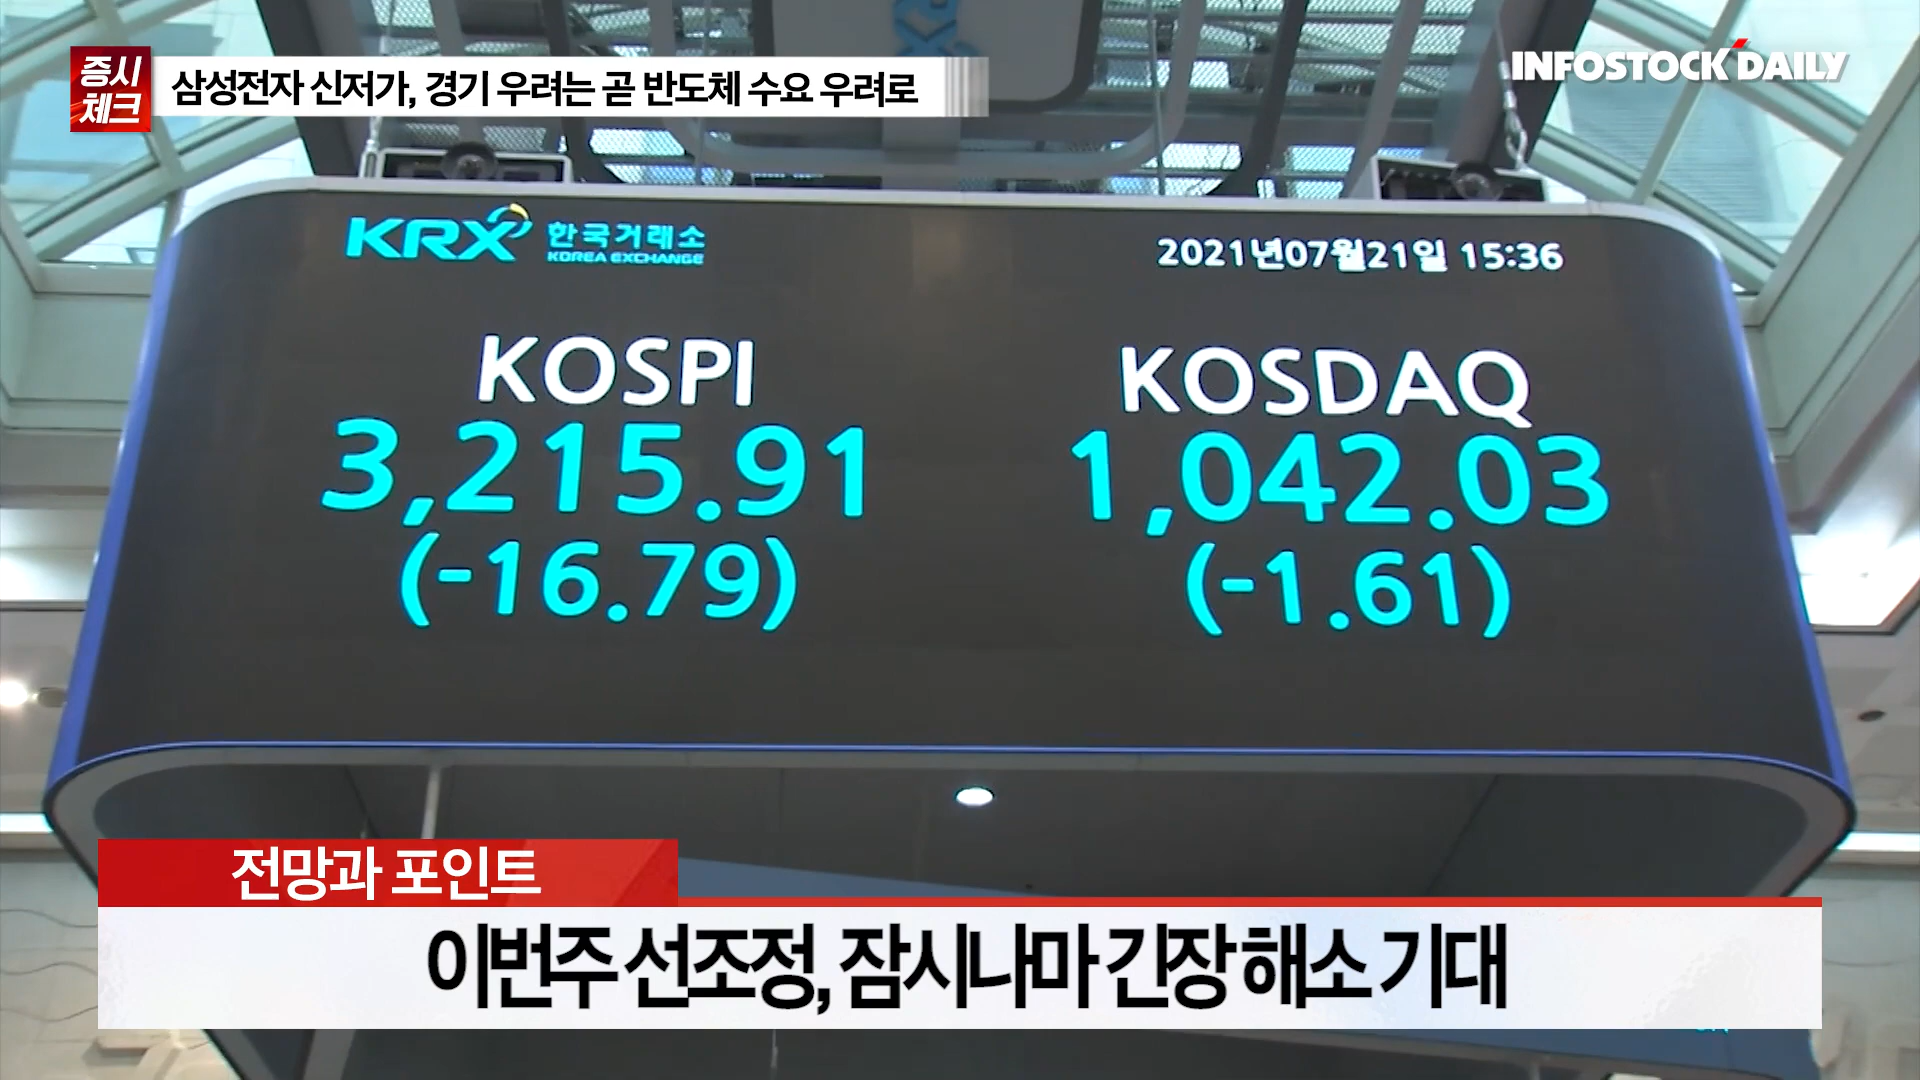 증시
체크
삼성전자 신저가, 경기 우려는 곧 반도체 수요 우려로
INFOSTOCK DAILY
KRX 한국거래소
KOREA EXCHANGE
2021년07월21일 15:36
KOSPI
3,215.91
(-16.79)
KOSDAQ
1,042.03
(-1.61)
전망과 포인트
이번주 선조정, 잠시나마 긴장 해소 기대